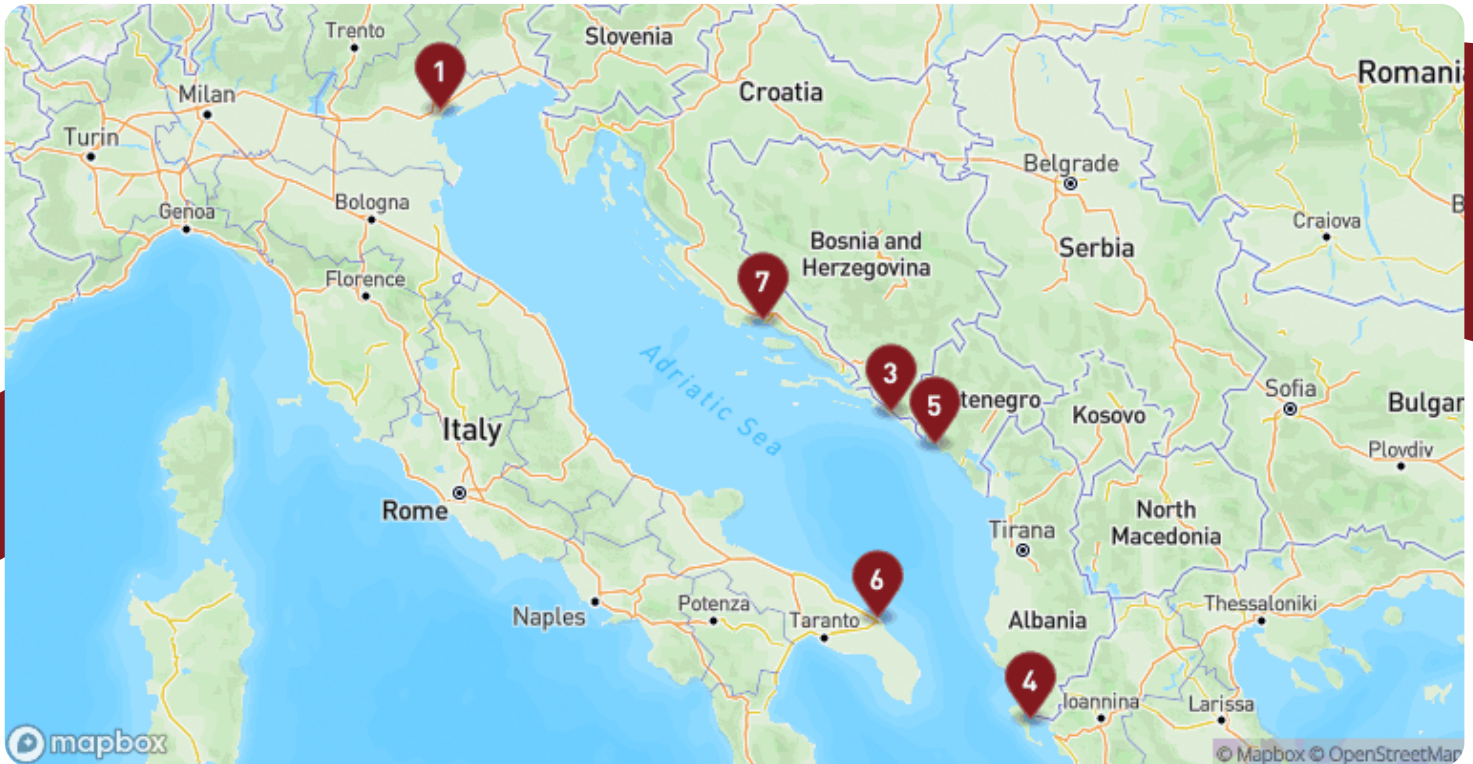 Trento
Slovenia
1
Romani
Croatia
Milan
Turin
Belgrade
Bologna
Genoa
B
Craiova
Bosnia and
Herzegovina
Serbia
Florence
7
Adriatic Sea
3
5
tenegro
Kosovo
Sofia
Bulgar
Italy
Plovdiv
Rome
North
Macedonia
Tirana
6
Naples
Potenza
Taranto
Albania
Thessaloniki
4
Ioannina
Larissa
mapbox
© Mapbox © OpenStreetMap